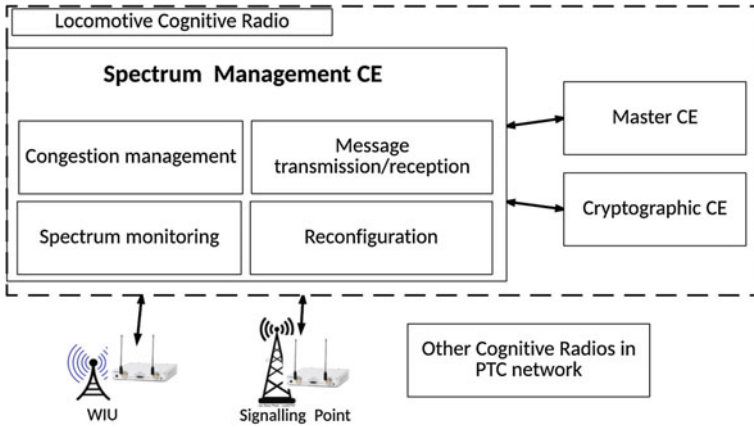 Locomotive Cognitive Radio
Spectrum Management CE
Congestion management
Message
transmission/reception
Spectrum monitoring
Reconfiguration
Master CE
Cryptographic CE
WIU
Signalling Point
Other Cognitive Radios in
PTC network